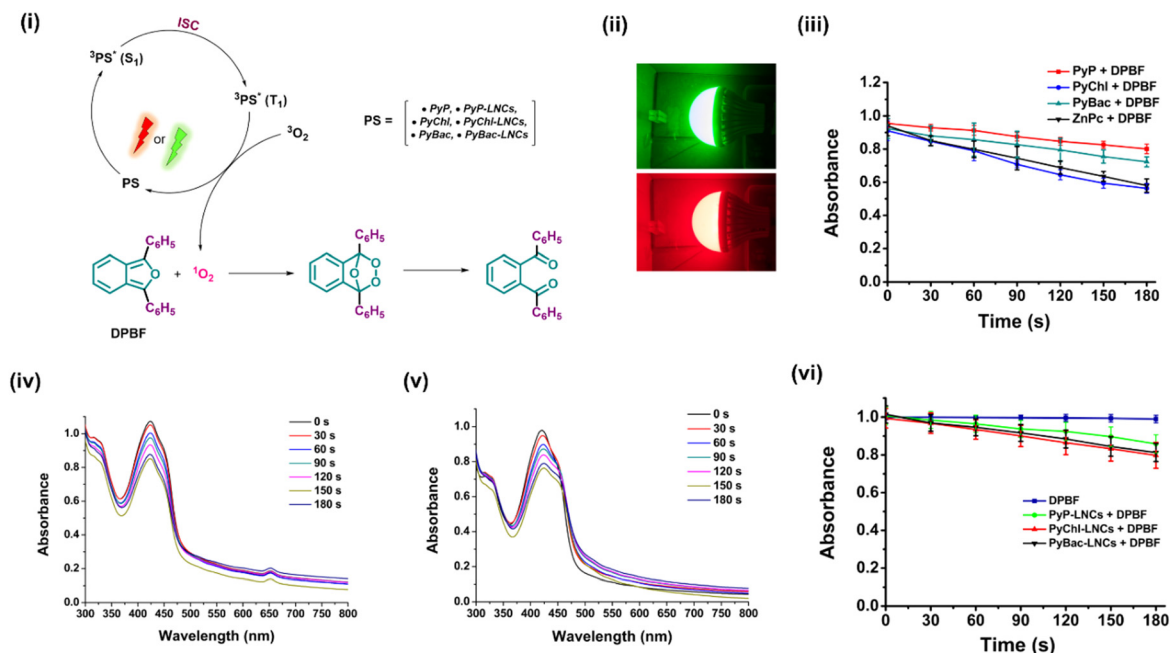 (i)
ISC
³PS* (S₁)
³PS* (T₁)
³O₂
or
PS
PS =
• PyP, • PyP-LNCs,
• PyChl, • PyChl-LNCs,
• PyBac, • PyBac-LNCs
C₆H₅
O
C₆H₅
DPBF
+
¹O₂
C₆H₅
O
O
O
C₆H₅
C₆H₅
O
O
C₆H₅
(ii)
(iii)
PyP + DPBF
PyChl + DPBF
PyBac + DPBF
ZnPc + DPBF
Absorbance
1.2
1.0
0.8
0.6
0.4
0.2
0.0
0 30 60 90 120 150 180
Time (s)
(iv)
0 s
30 s
60 s
90 s
120 s
150 s
180 s
Absorbance
1.0
0.8
0.6
0.4
0.2
0.0
300 350 400 450 500 550 600 650 700 750 800
Wavelength (nm)
(v)
0 s
30 s
60 s
90 s
120 s
150 s
180 s
Absorbance
1.0
0.8
0.6
0.4
0.2
0.0
300 350 400 450 500 550 600 650 700 750 800
Wavelength (nm)
(vi)
DPBF
PyP-LNCs + DPBF
PyChl-LNCs + DPBF
PyBac-LNCs + DPBF
Absorbance
1.2
1.0
0.8
0.6
0.4
0.2
0.0
0 30 60 90 120 150 180
Time (s)